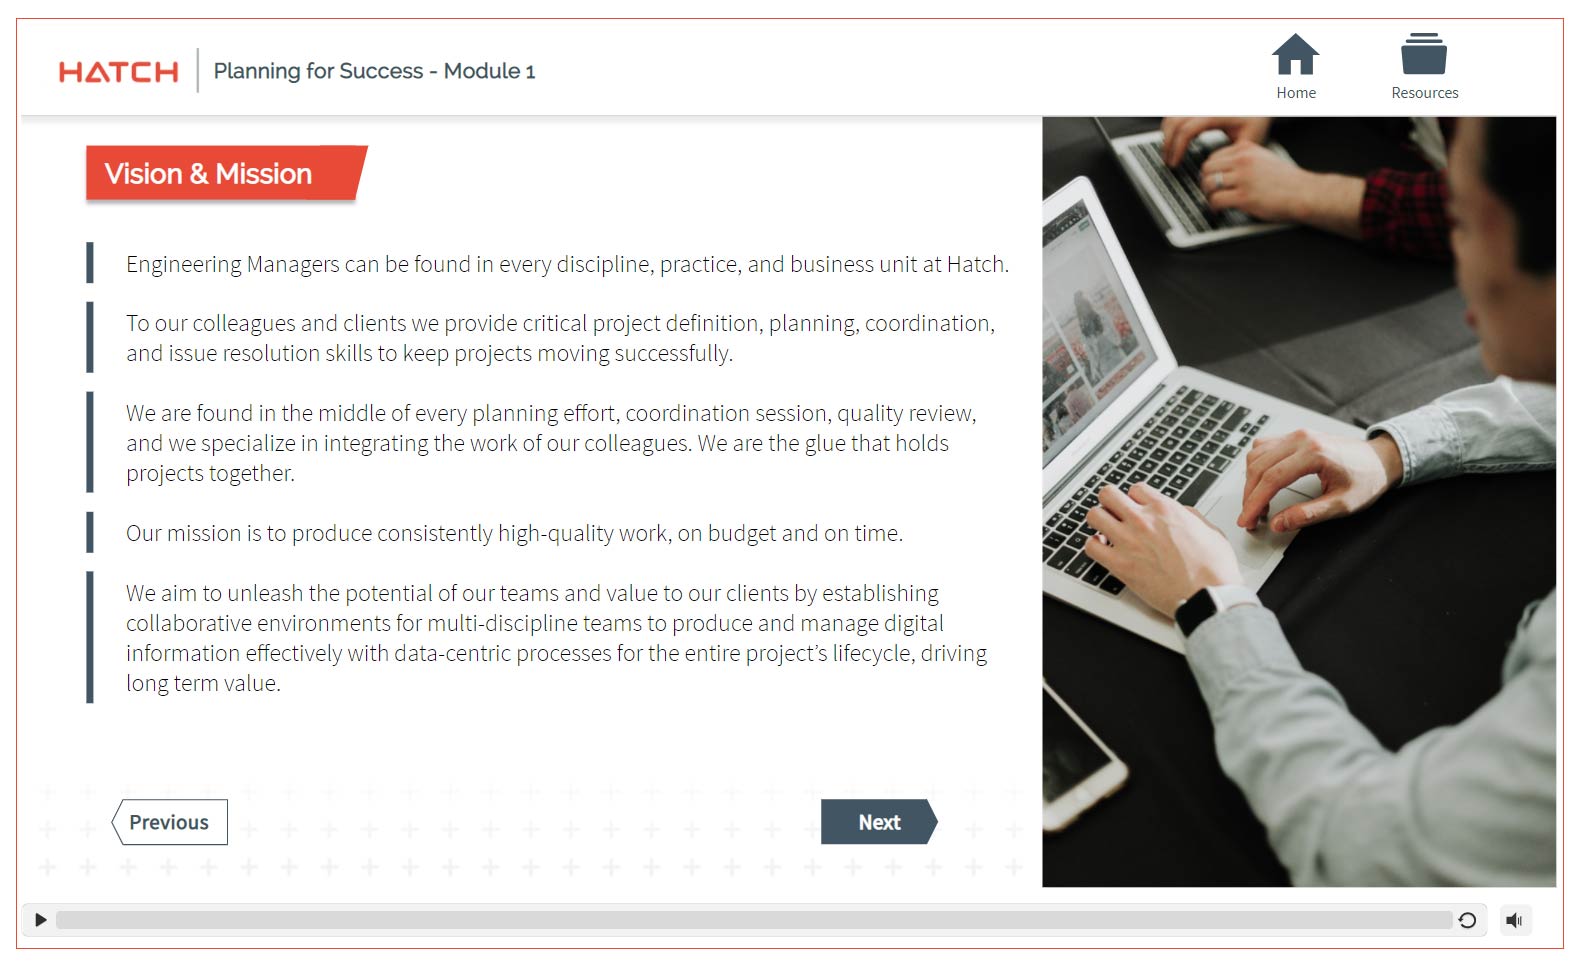 HATCH
Planning for Success - Module 1
Home
Resources
Vision & Mission
Engineering Managers can be found in every discipline, practice, and business unit at Hatch.
To our colleagues and clients we provide critical project definition, planning, coordination,
and issue resolution skills to keep projects moving successfully.
We are found in the middle of every planning effort, coordination session, quality review,
and we specialize in integrating the work of our colleagues. We are the glue that holds
projects together.
Our mission is to produce consistently high-quality work, on budget and on time.
We aim to unleash the potential of our teams and value to our clients by establishing
collaborative environments for multi-discipline teams to produce and manage digital
information effectively with data-centric processes for the entire project’s lifecycle, driving
long term value.
Previous
Next